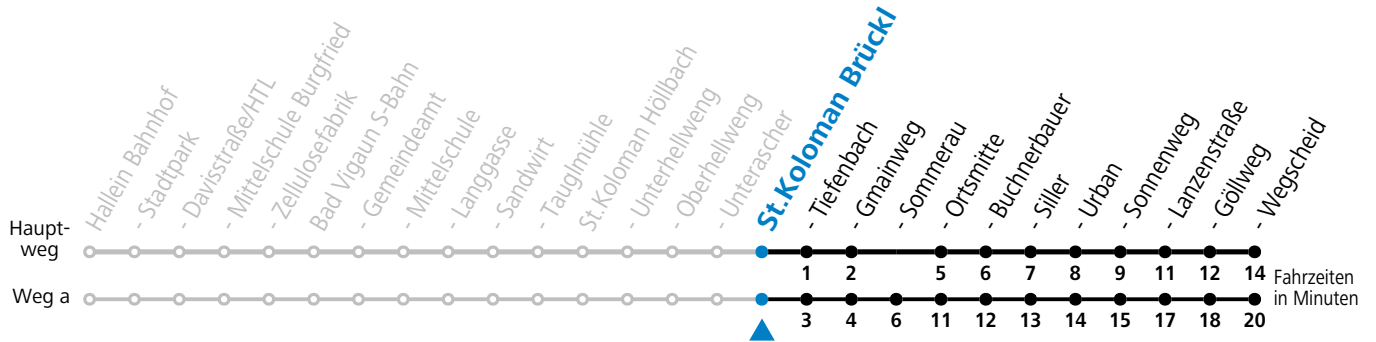 Hallein Bahnhof
- Stadtpark
- Davisstraße/HTL
- Mittelschule Burgfried
- Zellulosefabrik
Bad Vigaun S-Bahn
- Gemeindeamt
- Mittelschule
- Langgasse
- Sandwirt
- Tauglmühle
St.Koloman Höllbach
- Unterhellweng
- Oberhellweng
- Unterascher
St.Koloman Brückl
- Tiefenbach
- Gmainweg
- Sommerau
- Ortsmitte
- Buchnerbauer
- Siller
- Urban
- Sonnenweg
- Lanzenstraße
- Göllweg
- Wegscheid
Haupt-
weg
1 2 5 6 7 8 9 11 12 14
Weg a
3 4 6 11 12 13 14 15 17 18 20
Fahrzeiten
in Minuten